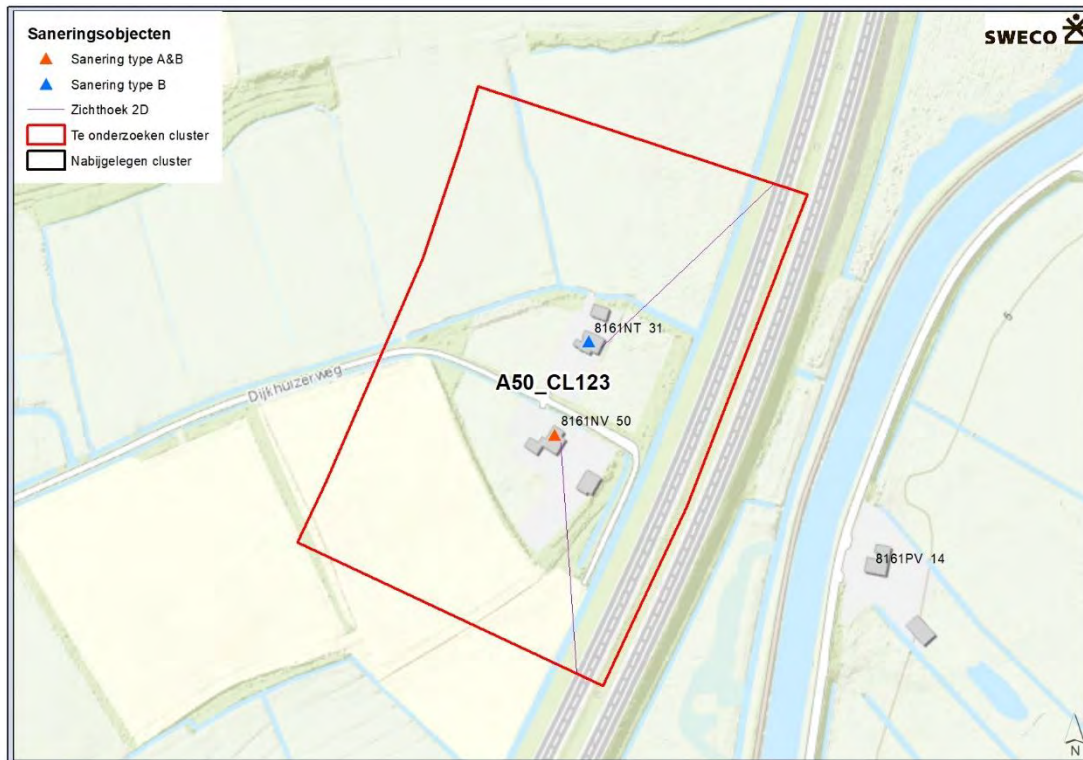 Saneringsobjecten
Sanering type A&B
Sanering type B
Zichthoek 2D
Te onderzoeken cluster
Nabijgelegen cluster
SWECO
8161NT 31
Dijkhuizerweg
A50_CL123
8161NV 50
8161PV 14
N